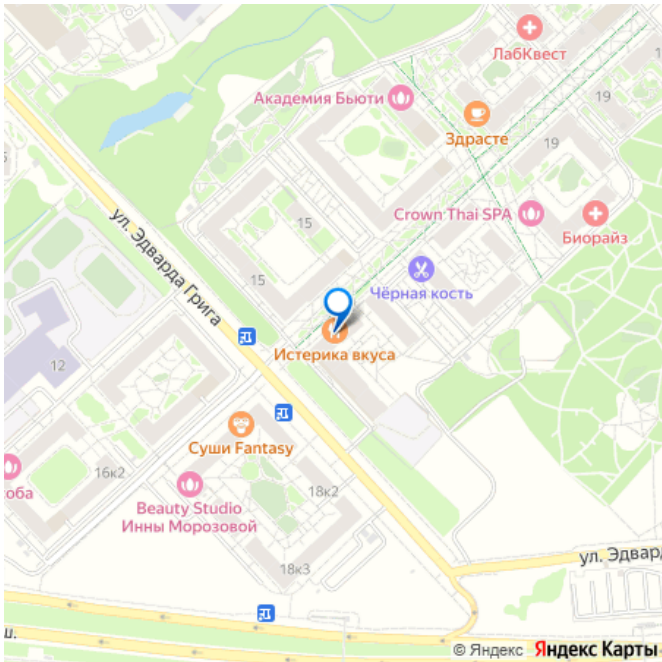 ЛабКвест
Академия Бьюти
19
Здрасте
19
Crown Thai SPA
Биорайз
15
ул. Эдварда Грига
15
Чёрная кость
Истерика вкуса
12
Суши Fantasy
16к2
18к2
Beauty Studio
Инны Морозовой
18к3
ул. Эдвард
ш.
© Яндекс
Яндекс Карты